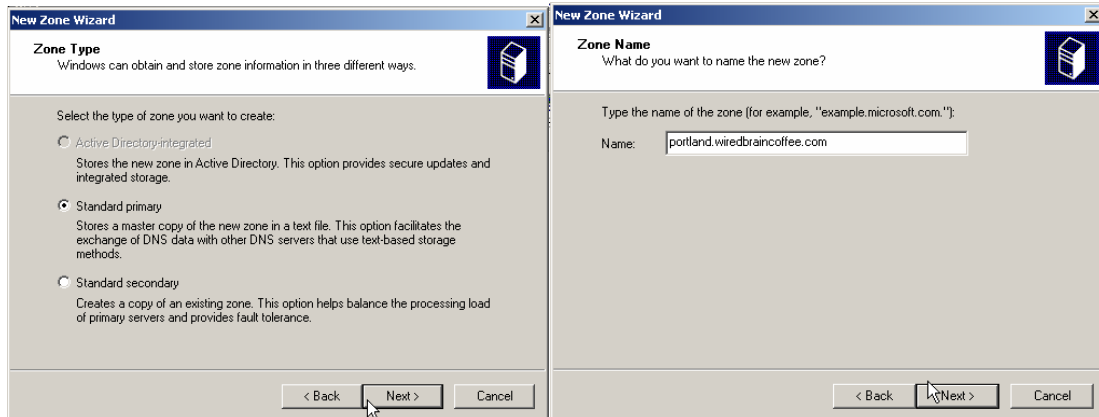 New Zone Wizard
Zone Type
Windows can obtain and store zone information in three different ways.
Select the type of zone you want to create:
Active Directory-integrated
Stores the new zone in Active Directory. This option provides secure updates and
integrated storage.
Standard primary
Stores a master copy of the new zone in a text file. This option facilitates the
exchange of DNS data with other DNS servers that use text-based storage
methods.
Standard secondary
Creates a copy of an existing zone. This option helps balance the processing load
of primary servers and provides fault tolerance.
< Back
Next >
Cancel
New Zone Wizard
Zone Name
What do you want to name the new zone?
Type the name of the zone (for example, "example.microsoft.com."):
Name:
portland.wiredbraincoffee.com
< Back
Next >
Cancel